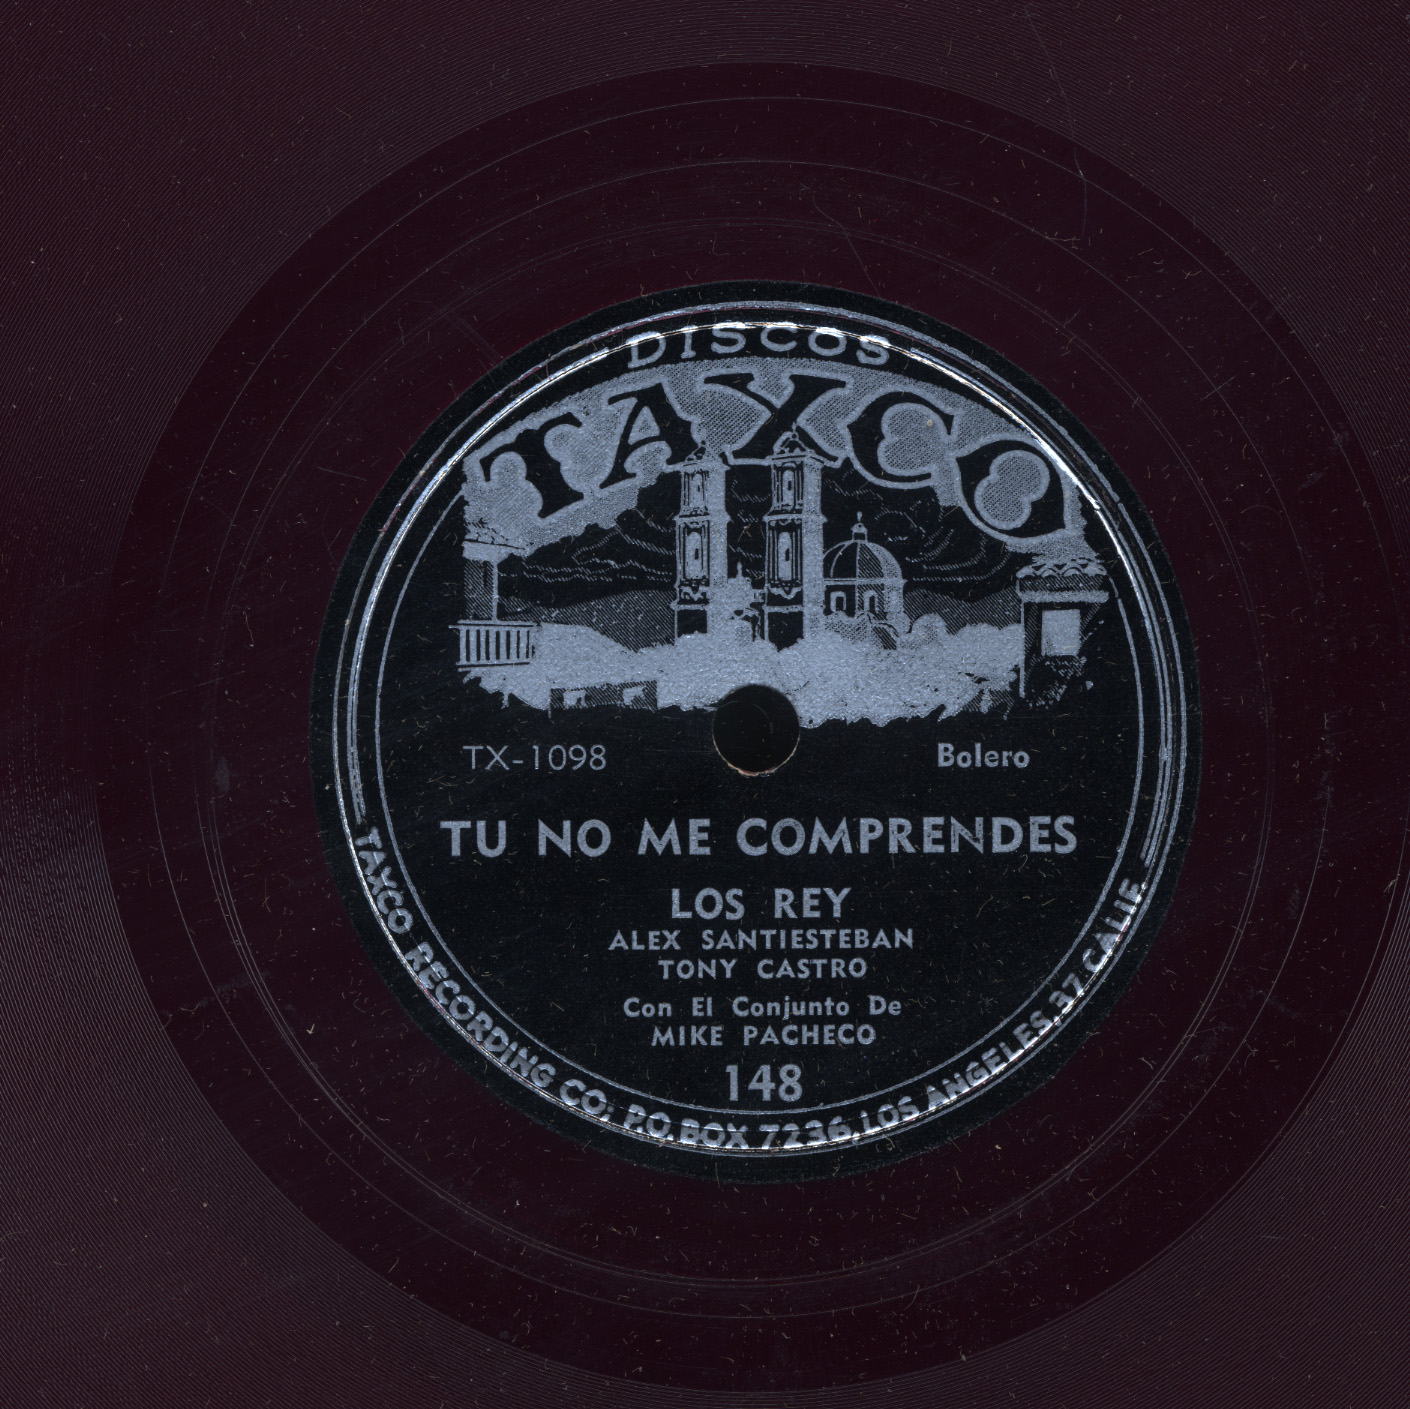 DISCOS
TAXCO
TX-1098
Bolero
TU NO ME COMPRENDES
LOS REY
ALEX SANTIESTEBAN
TONY CASTRO
Con El Conjunto De
MIKE PACHECO
148
TAXCO RECORDING CO; P.O. BOX 7236, LOS ANGELES, 37 CALIF.